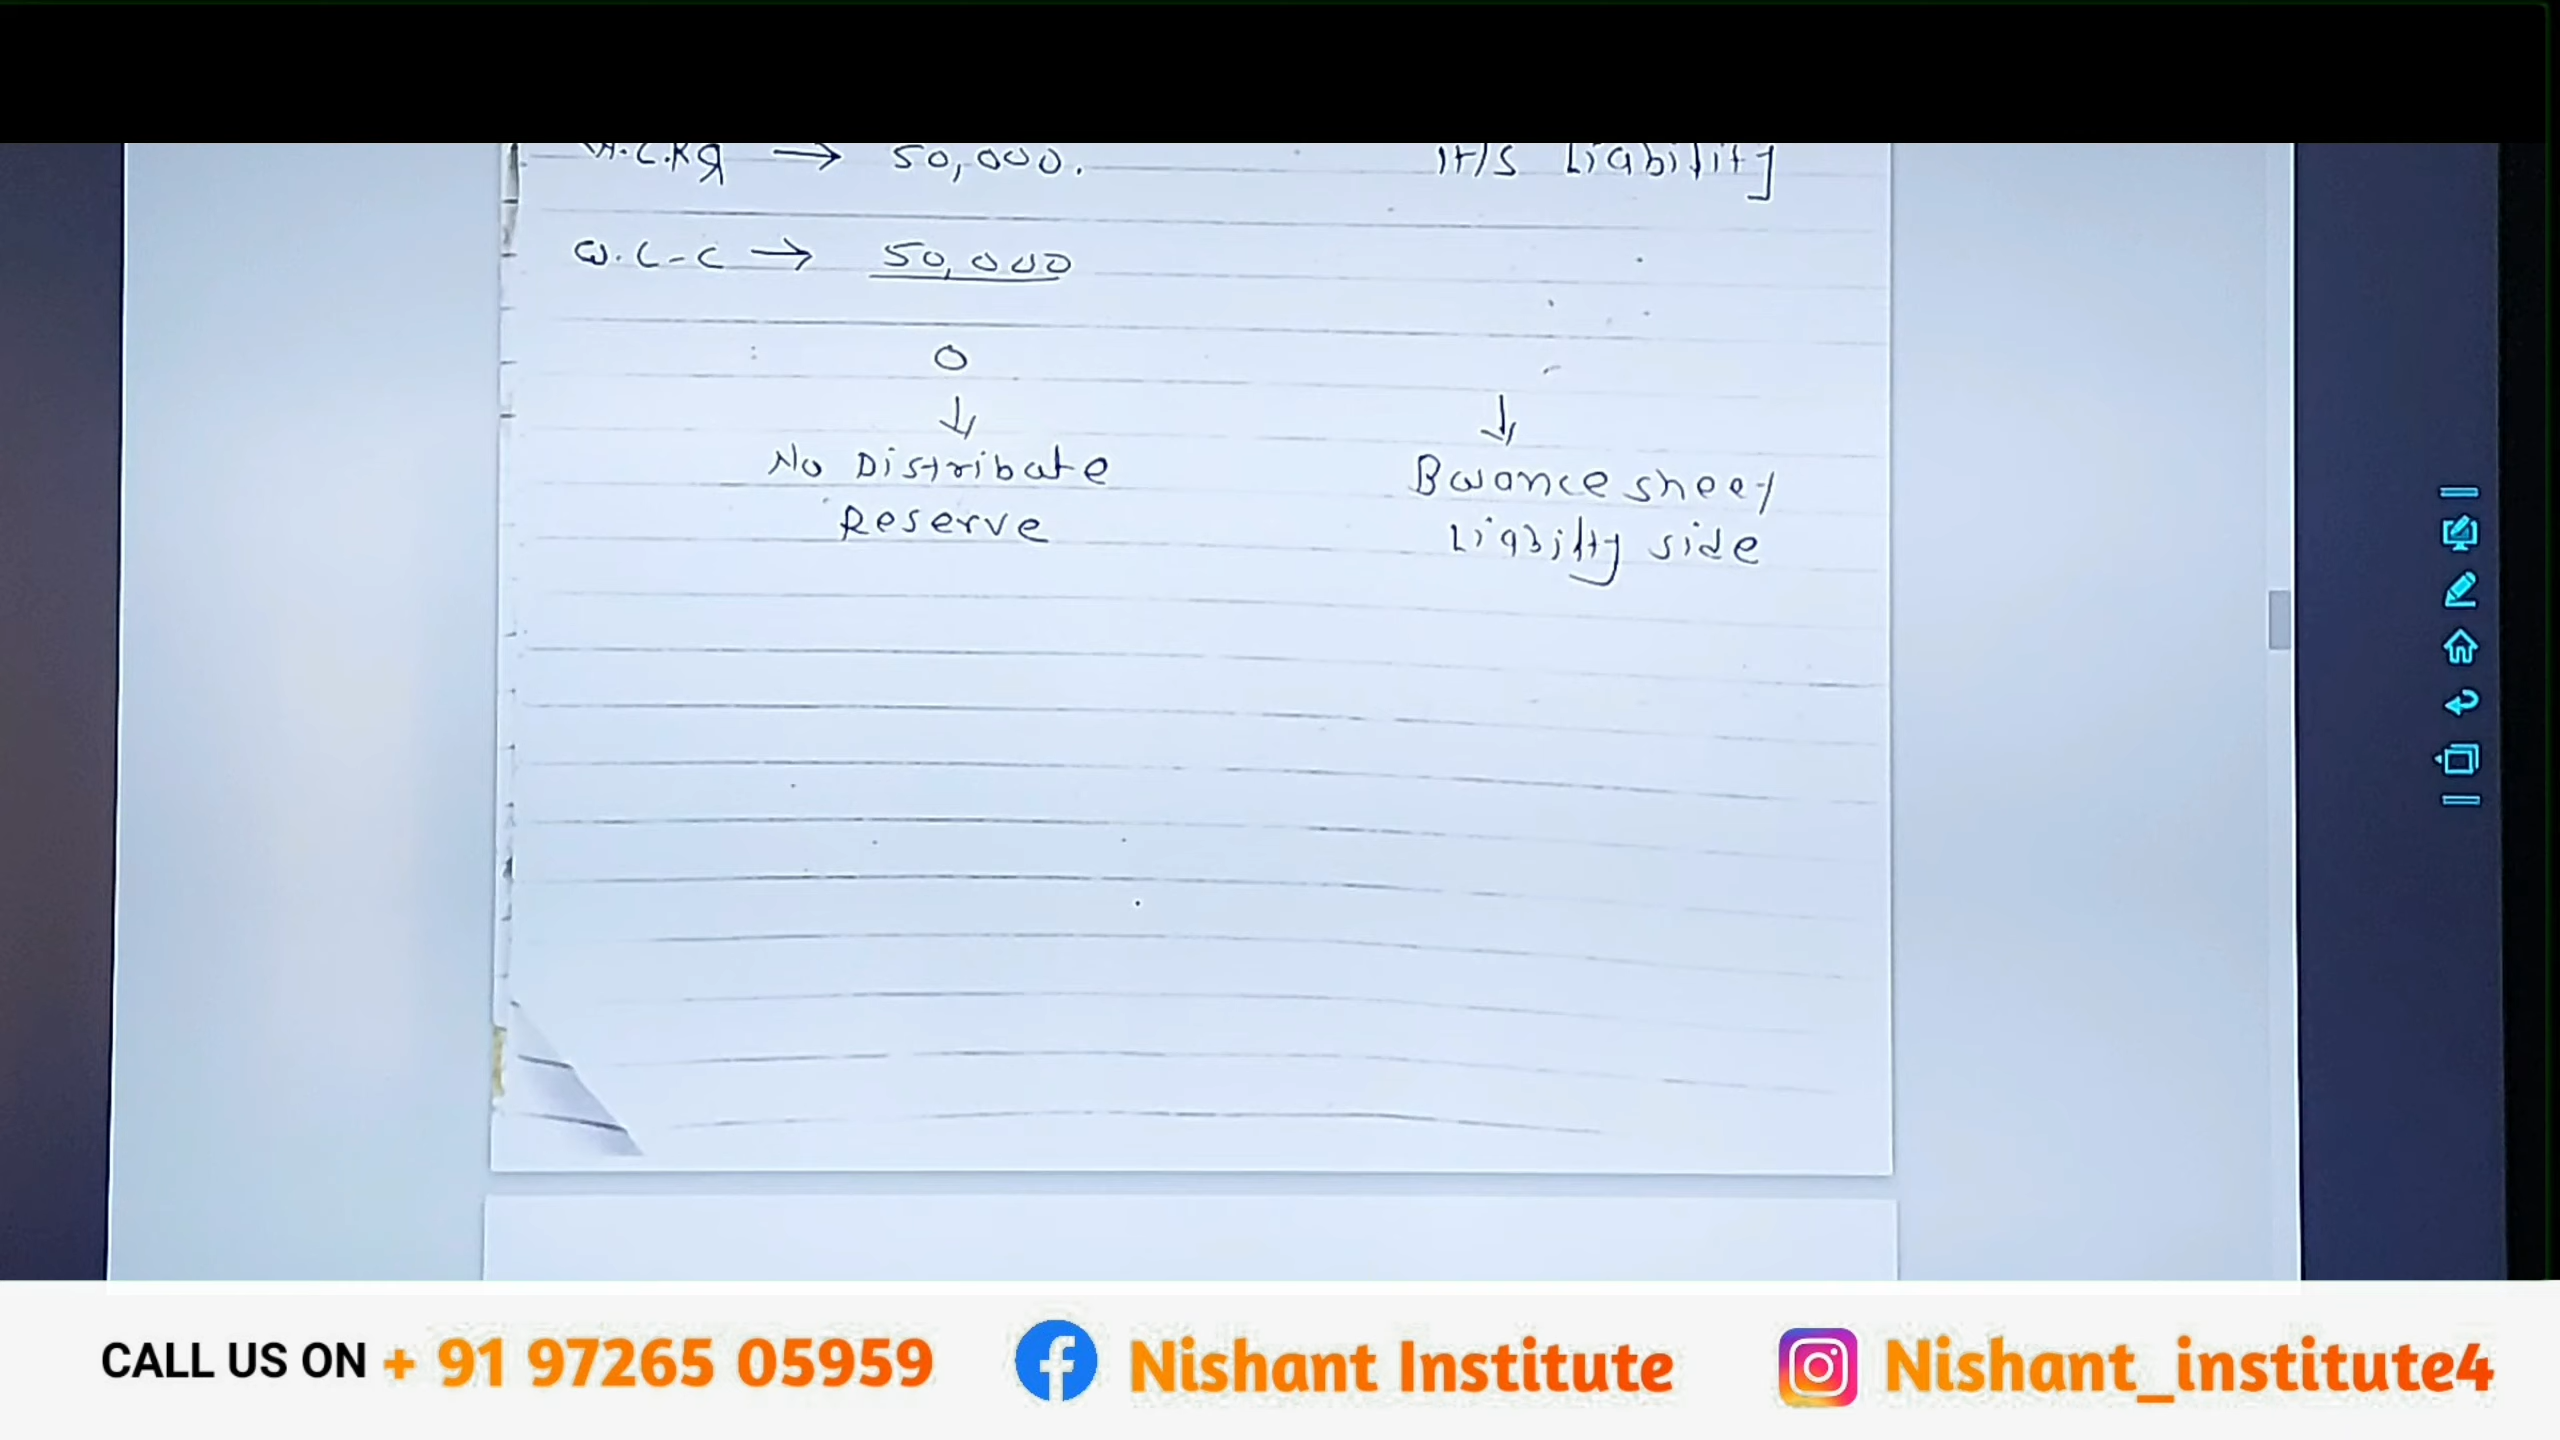 → 50,000.
Liability
W.C-C → 50,000
0
↓
↓
No Distribute
Reserve
Balance sheet
Liability side
CALL US ON + 91 97265 05959
Nishant Institute
Nishant_institute4